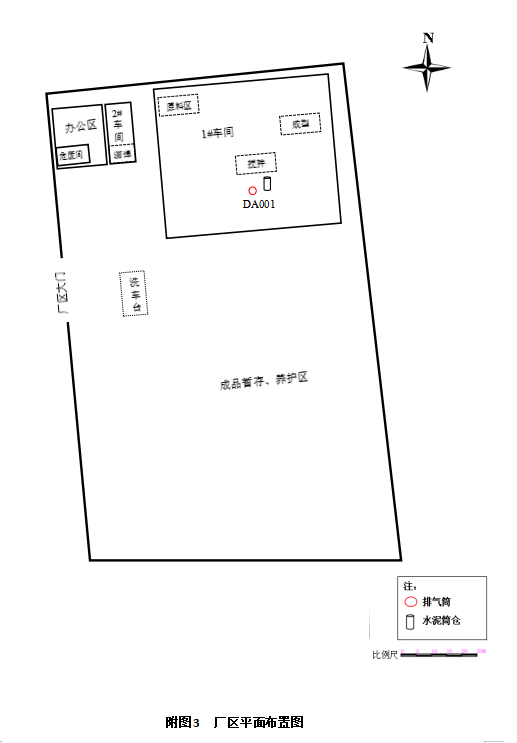 N
原料区
2#
车
间
办公区
1#车间
成型
危废间
搅拌
DA001
厂区大门
洗
车
台
成品暂存、养护区
注:
排气筒
水泥筒仓
比例尺
附图3 厂区平面布置图